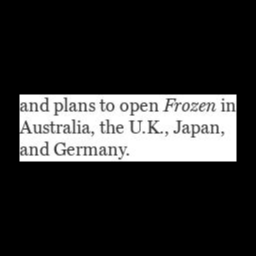 and plans to open Frozen in
Australia, the U.K., Japan,
and Germany.